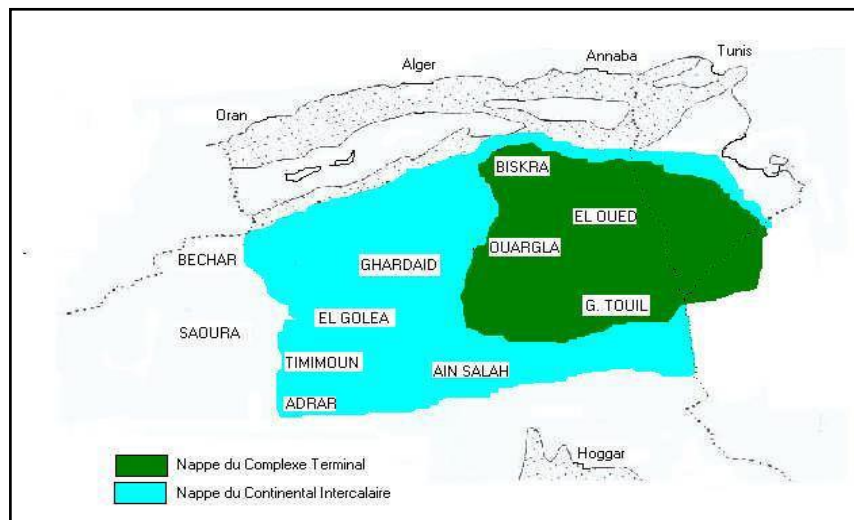 Tunis
Annaba
Alger
Oran
BISKRA
EL OUED
OUARGLA
BECHAR
GHARDAID
G. TOUIL
EL GOLEA
SAOURA
TIMIMOUN
AIN SALAH
ADRAR
Hoggar
Nappe du Complexe Terminal
Nappe du Continental Intercalaire